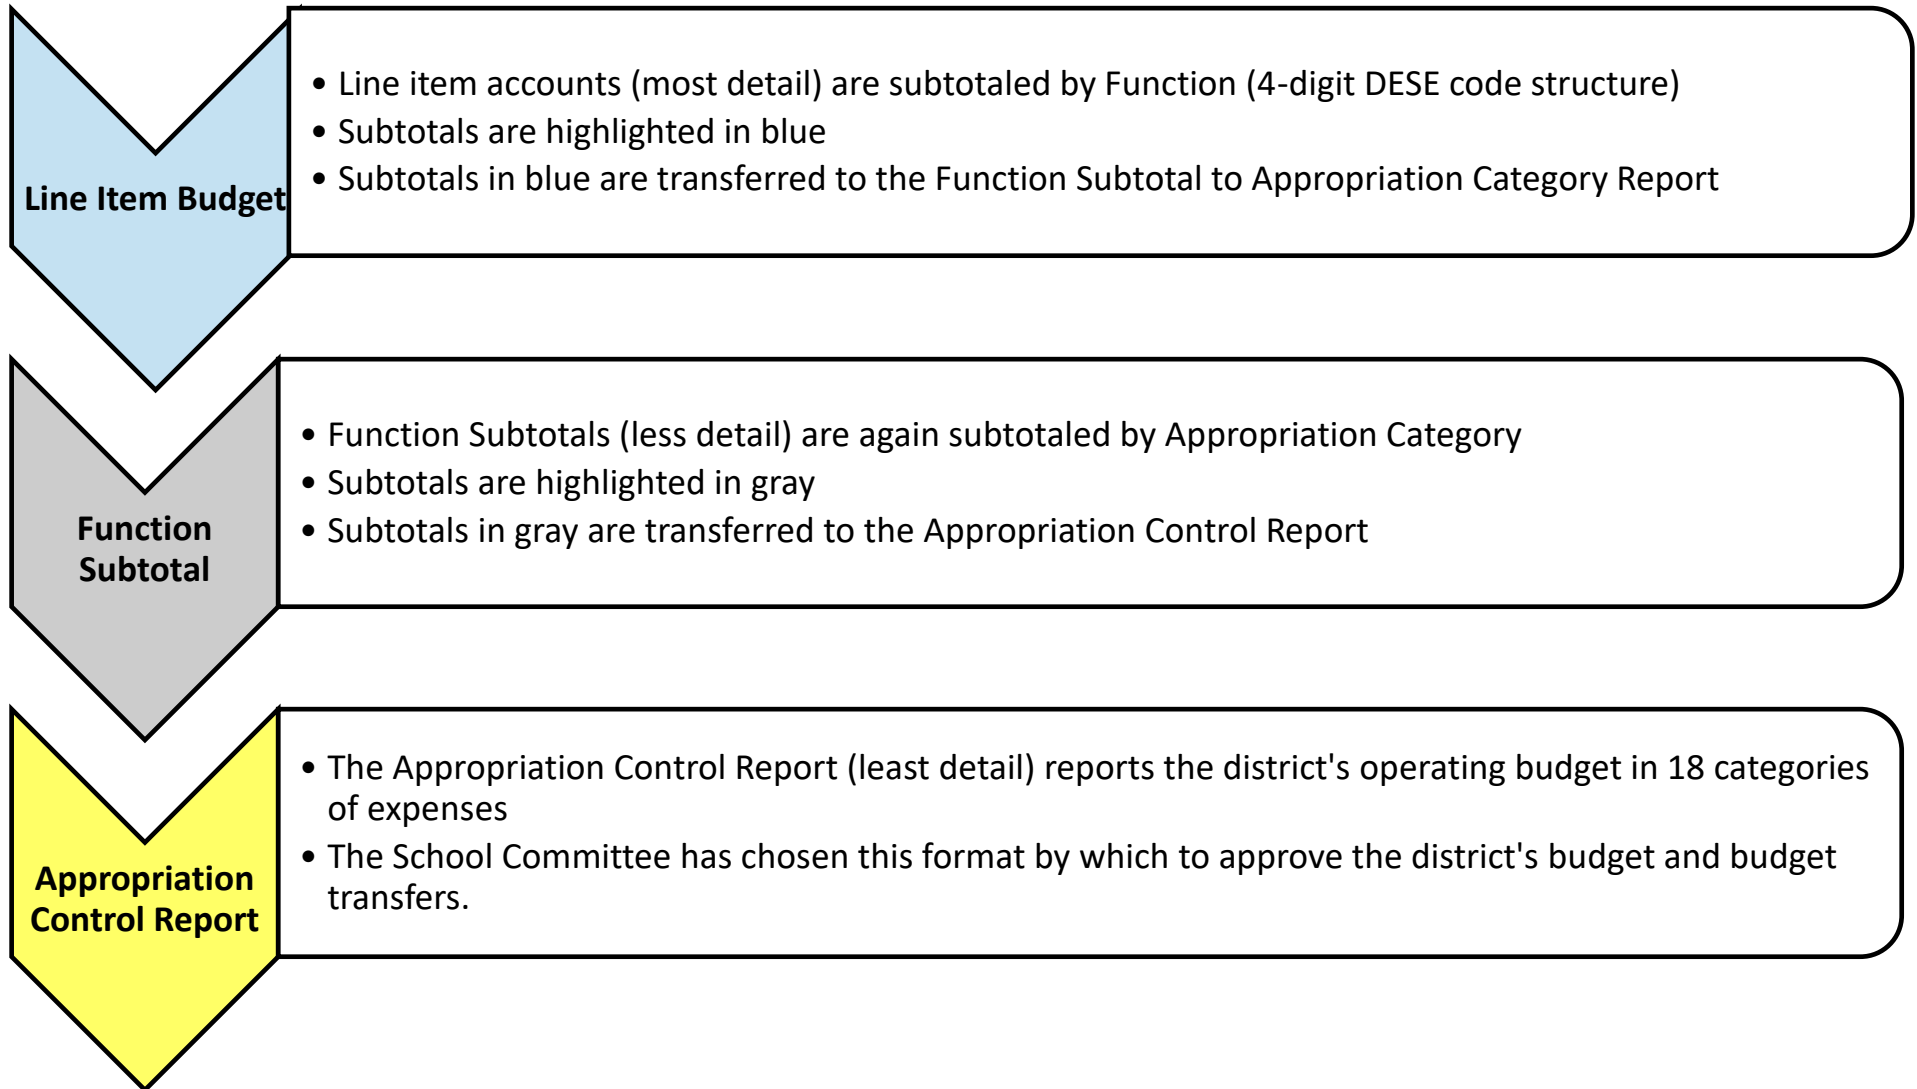 Line Item Budget
• Line item accounts (most detail) are subtotaled by Function (4-digit DESE code structure)
• Subtotals are highlighted in blue
• Subtotals in blue are transferred to the Function Subtotal to Appropriation Category Report
Function
Subtotal
• Function Subtotals (less detail) are again subtotaled by Appropriation Category
• Subtotals are highlighted in gray
• Subtotals in gray are transferred to the Appropriation Control Report
Appropriation
Control Report
• The Appropriation Control Report (least detail) reports the district's operating budget in 18 categories
of expenses
• The School Committee has chosen this format by which to approve the district's budget and budget
transfers.